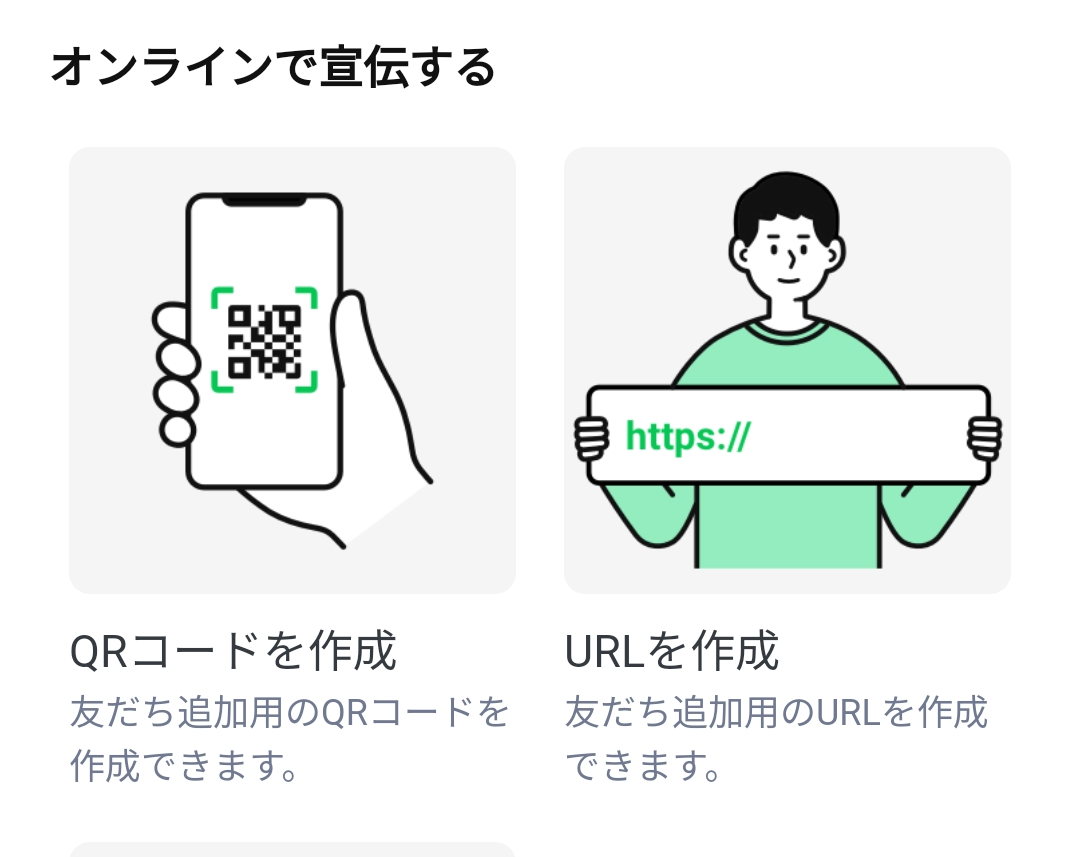 オンラインで宣伝する
https://
QRコードを作成
友だち追加用のQRコードを
作成できます。
URLを作成
友だち追加用のURLを作成
できます。